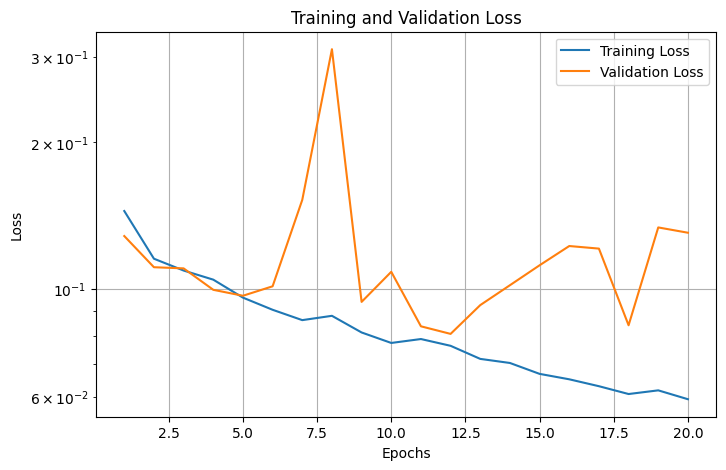 Training and Validation Loss
Training Loss
Validation Loss
3 × 10⁻¹
2 × 10⁻¹
10⁻¹
6 × 10⁻²
Loss
2.5 5.0 7.5 10.0 12.5 15.0 17.5 20.0
Epochs